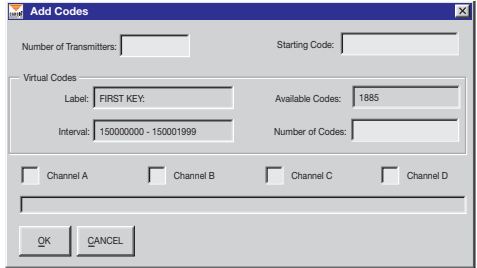 Add Codes
Number of Transmitters:
Starting Code:
Virtual Codes
Label: FIRST KEY:
Available Codes: 1885
Interval: 150000000 - 150001999
Number of Codes:
Channel A Channel B Channel C Channel D
OK CANCEL